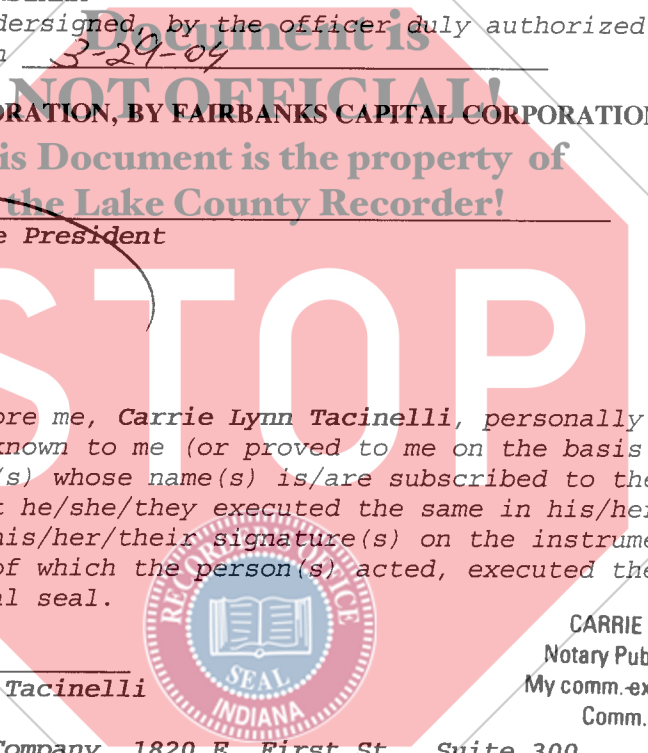 dersigned, by the officer duly authorized
Document is
3-29-04
NOT OFFICIAL!
ORATION, BY FAIRBANKS CAPITAL CORPORATION
is Document is the property of
the Lake County Recorder!
e President
STOP
ore me, Carrie Lynn Tacinelli, personally
known to me (or proved to me on the basis
(s) whose name(s) is/are subscribed to the
t he/she/they executed the same in his/her
his/her/their signature(s) on the instrume
of which the person(s) acted, executed the
al seal.
RECORDER'S OFFICE
SEAL
INDIANA
CARRIE
Notary Pub
My comm. ex
Comm.
Tacinelli
Company 1820 E. First St., Suite 300